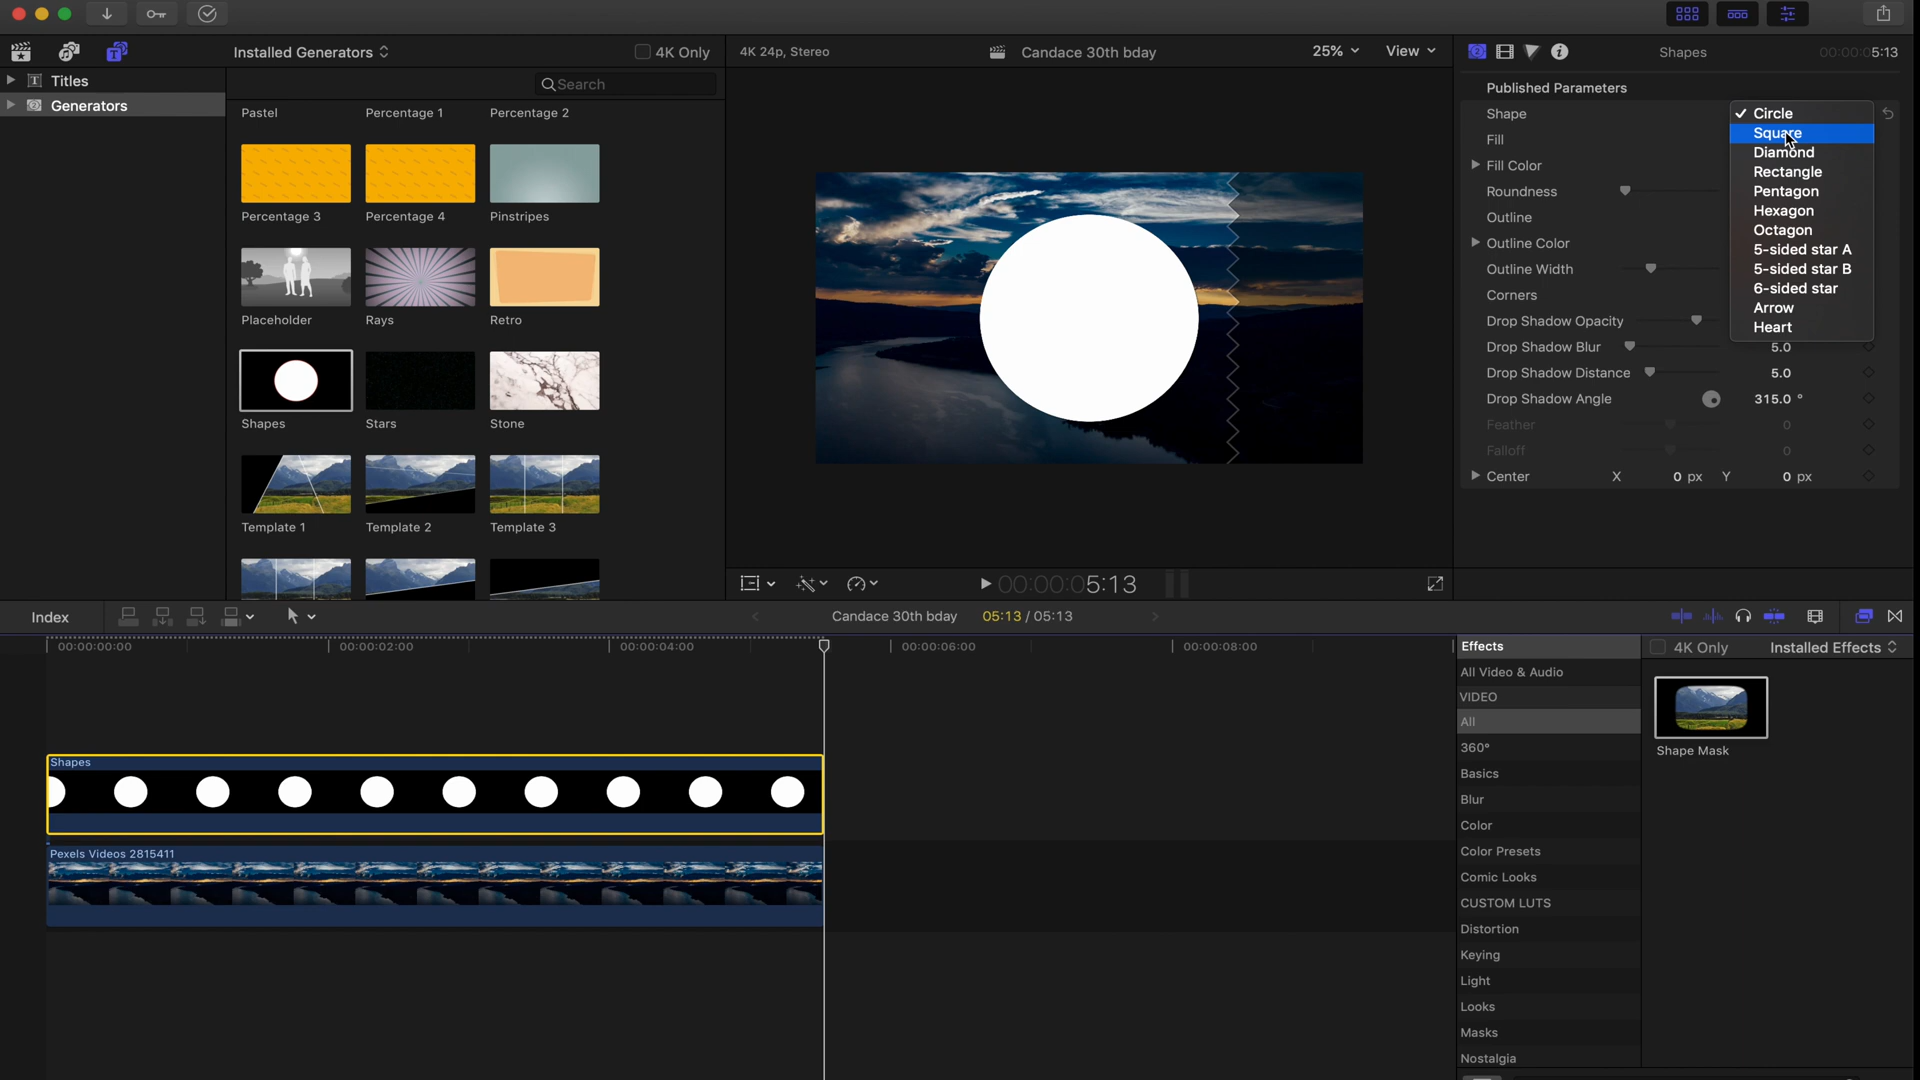 Installed Generators
4K Only
4K 24p, Stereo
Candace 30th bday
25%
View
Shapes
00:00:05:13
Titles
Generators
Search
Pastel
Percentage 1
Percentage 2
Percentage 3
Percentage 4
Pinstripes
Placeholder
Rays
Retro
Shapes
Stars
Stone
Template 1
Template 2
Template 3
Published Parameters
Shape
Fill
Fill Color
Roundness
Outline
Outline Color
Outline Width
Corners
Drop Shadow Opacity
Drop Shadow Blur
5.0
Drop Shadow Distance
5.0
Drop Shadow Angle
315.0 °
Feather
0
Falloff
0
Center
X
0 px
Y
0 px
Circle
Square
Diamond
Rectangle
Pentagon
Hexagon
Octagon
5-sided star A
5-sided star B
6-sided star
Arrow
Heart
00:00:05:13
Index
Candace 30th bday
05:13 / 05:13
00:00:00:00
00:00:02:00
00:00:04:00
00:00:06:00
00:00:08:00
Shapes
Pexels Videos 2815411
Effects
4K Only
Installed Effects
All Video & Audio
VIDEO
All
360°
Basics
Blur
Color
Color Presets
Comic Looks
CUSTOM LUTS
Distortion
Keying
Light
Looks
Masks
Nostalgia
Shape Mask